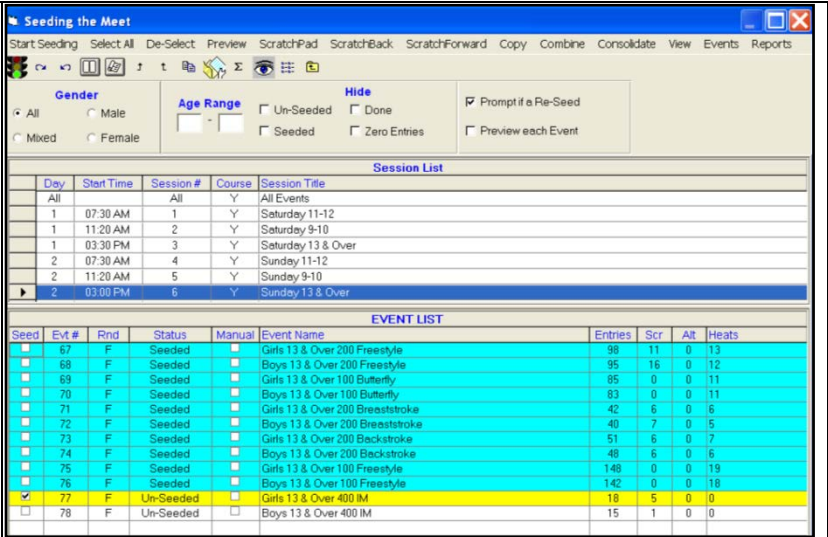 Seeding the Meet
Start Seeding Select All De-Select Preview ScratchPad ScratchBack ScratchForward Copy Combine Consolidate View Events Reports
Gender
All Male
Mixed Female
Age Range
-
Hide
Un-Seeded Done
Seeded Zero Entries
Prompt if a Re-Seed
Preview each Event
Session List
Day Start Time Session # Course Session Title
All All Y All Events
1 07:30 AM 1 Y Saturday 11-12
1 11:20 AM 2 Y Saturday 9-10
1 03:30 PM 3 Y Saturday 13 & Over
2 07:30 AM 4 Y Sunday 11-12
2 11:20 AM 5 Y Sunday 9-10
2 03:00 PM 6 Y Sunday 13 & Over
EVENT LIST
Seed Evt # Rnd Status Manual Event Name Entries Scr Alt Heats
67 F Seeded Girls 13 & Over 200 Freestyle 98 11 0 13
68 F Seeded Boys 13 & Over 200 Freestyle 95 16 0 12
69 F Seeded Girls 13 & Over 100 Butterfly 85 0 0 11
70 F Seeded Boys 13 & Over 100 Butterfly 83 0 0 11
71 F Seeded Girls 13 & Over 200 Breaststroke 42 6 0 6
72 F Seeded Boys 13 & Over 200 Breaststroke 40 7 0 5
73 F Seeded Girls 13 & Over 200 Backstroke 51 6 0 7
74 F Seeded Boys 13 & Over 200 Backstroke 48 6 0 6
75 F Seeded Girls 13 & Over 100 Freestyle 148 0 0 19
76 F Seeded Boys 13 & Over 100 Freestyle 142 0 0 18
77 F Un-Seeded Girls 13 & Over 400 IM 18 5 0 0
78 F Un-Seeded Boys 13 & Over 400 IM 15 1 0 0